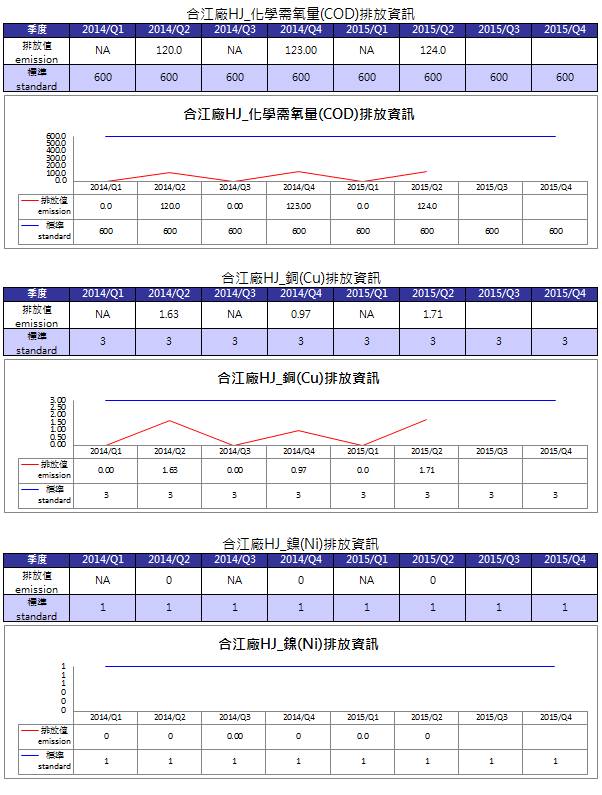 合江廠HJ_化學需氧量(COD)排放資訊
季度 2014/Q1 2014/Q2 2014/Q3 2014/Q4 2015/Q1 2015/Q2 2015/Q3 2015/Q4
排放值 emission NA 120.0 NA 123.00 NA 124.0
標準 standard 600 600 600 600 600 600 600 600
合江廠HJ_化學需氧量(COD)排放資訊
600.0
500.0
400.0
300.0
200.0
100.0
0.0
2014/Q1 2014/Q2 2014/Q3 2014/Q4 2015/Q1 2015/Q2 2015/Q3 2015/Q4
排放值 emission 0.0 120.0 0.00 123.00 0.0 124.0
標準 standard 600 600 600 600 600 600 600 600
合江廠HJ_銅(Cu)排放資訊
季度 2014/Q1 2014/Q2 2014/Q3 2014/Q4 2015/Q1 2015/Q2 2015/Q3 2015/Q4
排放值 emission NA 1.63 NA 0.97 NA 1.71
標準 standard 3 3 3 3 3 3 3 3
合江廠HJ_銅(Cu)排放資訊
3.00
2.50
2.00
1.50
1.00
0.50
0.00
2014/Q1 2014/Q2 2014/Q3 2014/Q4 2015/Q1 2015/Q2 2015/Q3 2015/Q4
排放值 emission 0.00 1.63 0.00 0.97 0.0 1.71
標準 standard 3 3 3 3 3 3 3 3
合江廠HJ_鎳(Ni)排放資訊
季度 2014/Q1 2014/Q2 2014/Q3 2014/Q4 2015/Q1 2015/Q2 2015/Q3 2015/Q4
排放值 emission NA 0 NA 0 NA 0
標準 standard 1 1 1 1 1 1 1 1
合江廠HJ_鎳(Ni)排放資訊
1
1
1
0
0
0
2014/Q1 2014/Q2 2014/Q3 2014/Q4 2015/Q1 2015/Q2 2015/Q3 2015/Q4
排放值 emission 0 0 0.00 0 0.0 0
標準 standard 1 1 1 1 1 1 1 1